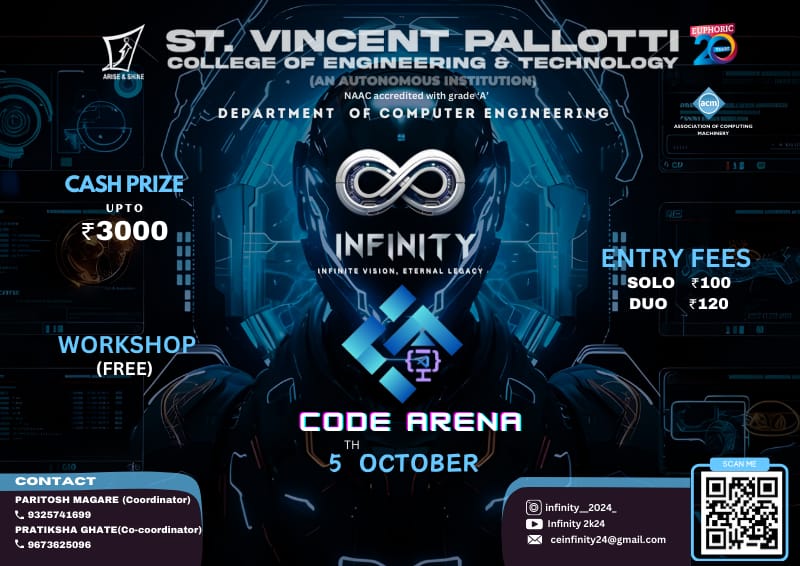 ARISE & SHINE
ST. VINCENT PALLOTTI
COLLEGE OF ENGINEERING & TECHNOLOGY
(AN AUTONOMOUS INSTITUTION)
NAAC accredited with grade 'A'
DEPARTMENT OF COMPUTER ENGINEERING
EUPHORIC
20
YEARS
acm
ASSOCIATION OF COMPUTING
MACHINERY
CASH PRIZE
UPTO
₹3000
INFINITY
INFINITE VISION, ETERNAL LEGACY
ENTRY FEES
SOLO ₹100
DUO ₹120
WORKSHOP
(FREE)
CODE ARENA
TH
5 OCTOBER
CONTACT
PARITOSH MAGARE (Coordinator)
9325741699
PRATIKSHA GHATE(Co-coordinator)
9673625096
infinity__2024_
Infinity 2k24
ceinfinity24@gmail.com
SCAN ME